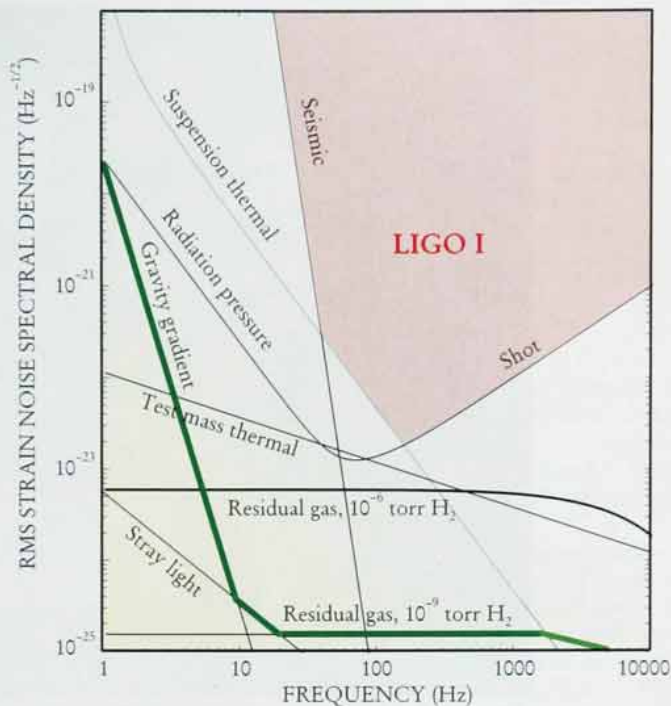 RMS STRAIN NOISE SPECTRAL DENSITY (Hz⁻¹/²)
10⁻¹⁹
10⁻²¹
10⁻²³
10⁻²⁵
Suspension thermal
Seismic
Radiation pressure
LIGO I
Gravity gradient
Shot
Test mass thermal
Residual gas, 10⁻⁶ torr H₂
Stray light
Residual gas, 10⁻⁹ torr H₂
1
10
100
1000
10000
FREQUENCY (Hz)